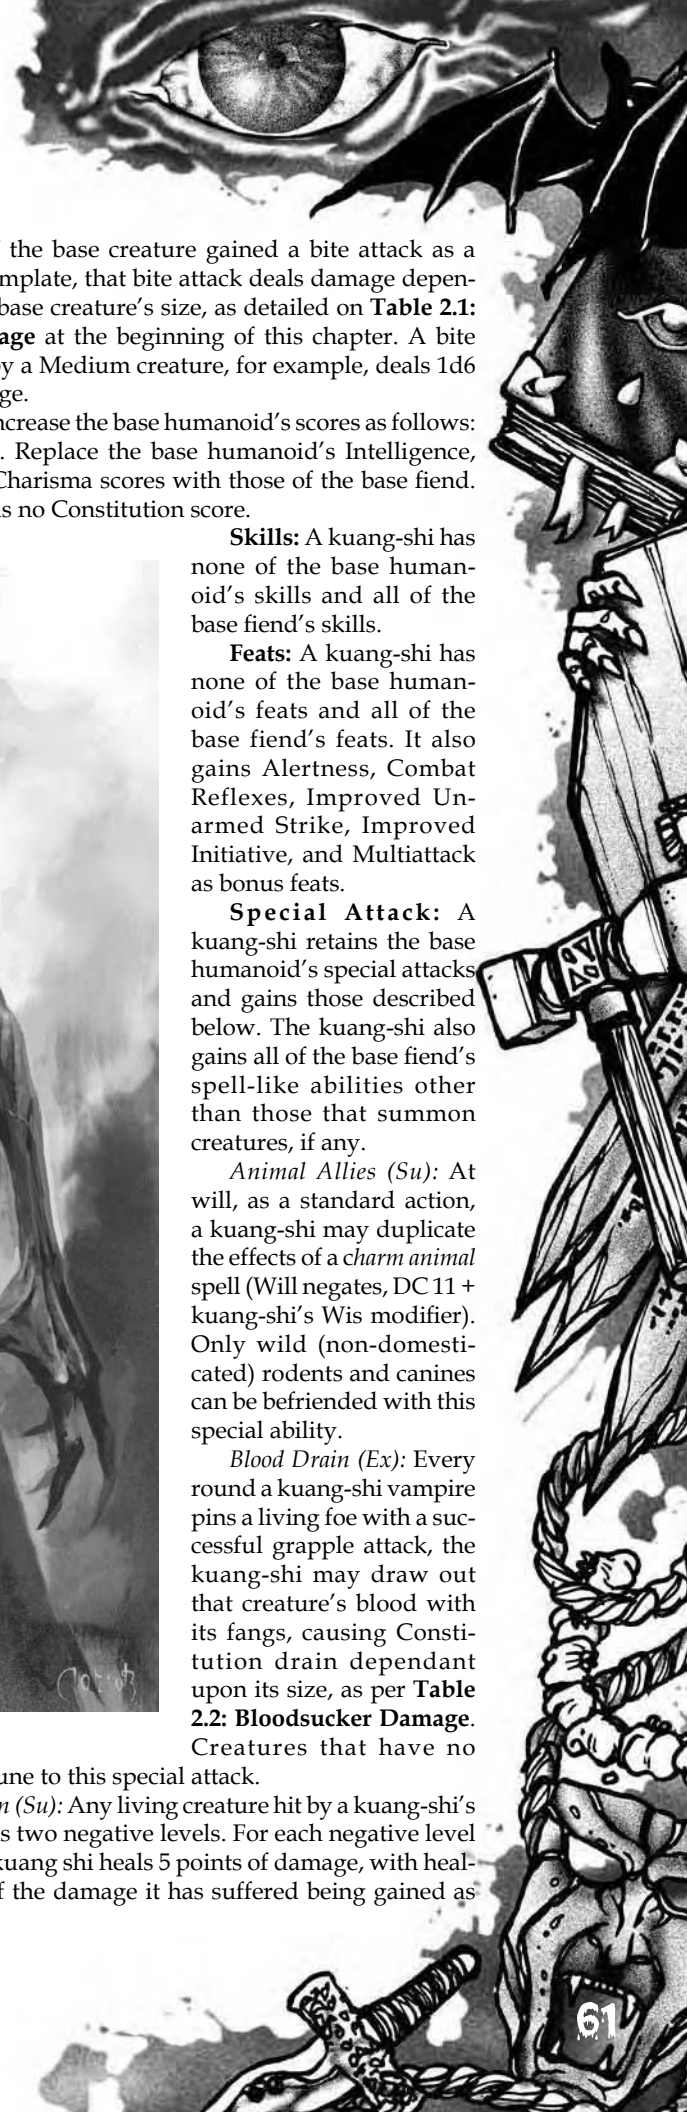 the base creature gained a bite attack as a
mplate, that bite attack deals damage depen-
base creature's size, as detailed on Table 2.1:
age at the beginning of this chapter. A bite
y a Medium creature, for example, deals 1d6
ge.
ncrease the base humanoid's scores as follows:
. Replace the base humanoid's Intelligence,
Charisma scores with those of the base fiend.
s no Constitution score.
Skills: A kuang-shi has
none of the base human-
oid's skills and all of the
base fiend's skills.
Feats: A kuang-shi has
none of the base human-
oid's feats and all of the
base fiend's feats. It also
gains Alertness, Combat
Reflexes, Improved Un-
armed Strike, Improved
Initiative, and Multiattack
as bonus feats.
Special Attack: A
kuang-shi retains the base
humanoid's special attacks
and gains those described
below. The kuang-shi also
gains all of the base fiend's
spell-like abilities other
than those that summon
creatures, if any.
Animal Allies (Su): At
will, as a standard action,
a kuang-shi may duplicate
the effects of a charm animal
spell (Will negates, DC 11 +
kuang-shi's Wis modifier).
Only wild (non-domesti-
cated) rodents and canines
can be befriended with this
special ability.
Blood Drain (Ex): Every
round a kuang-shi vampire
pins a living foe with a suc-
cessful grapple attack, the
kuang-shi may draw out
that creature's blood with
its fangs, causing Consti-
tution drain dependant
upon its size, as per Table
2.2: Bloodsucker Damage.
Creatures that have no
une to this special attack.
n (Su): Any living creature hit by a kuang-shi's
s two negative levels. For each negative level
kuang shi heals 5 points of damage, with heal-
f the damage it has suffered being gained as
61